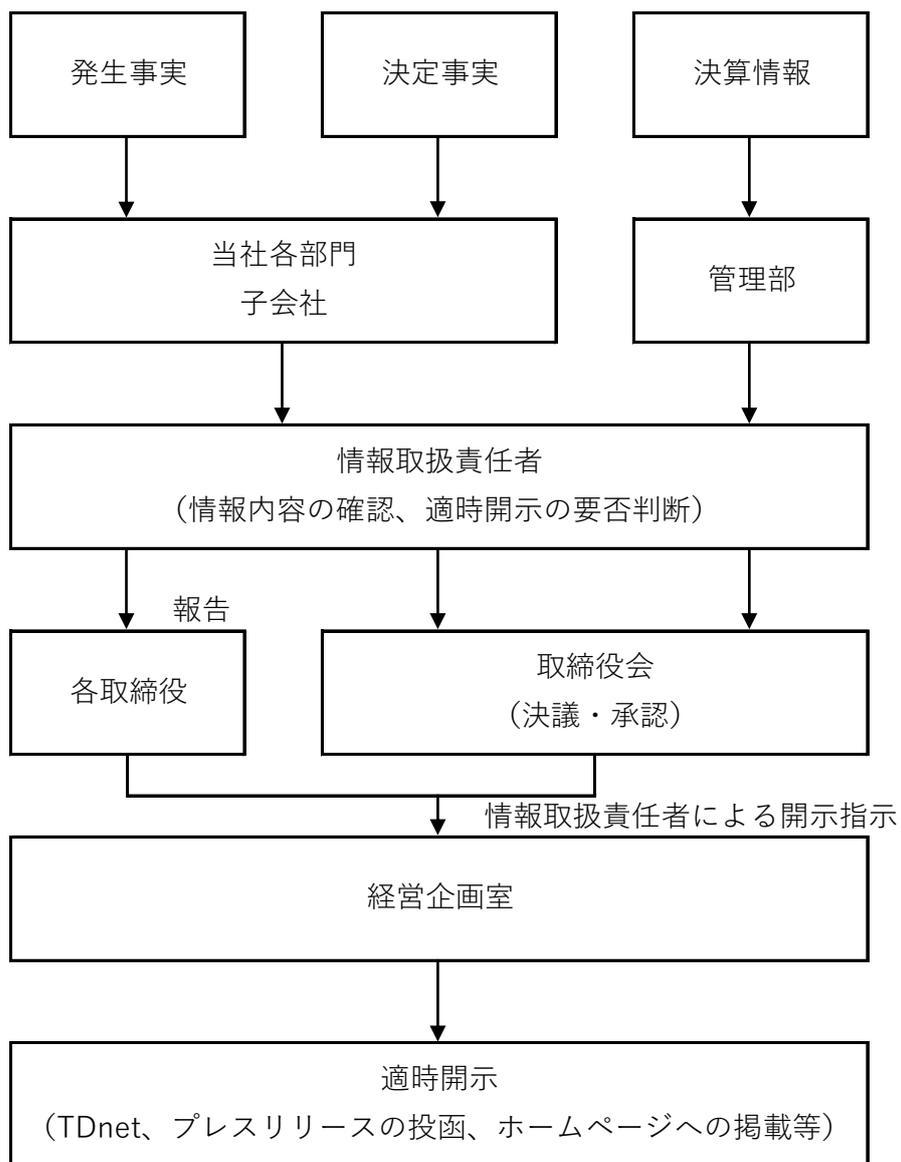 発生事実
決定事実
決算情報
当社各部門
子会社
管理部
情報取扱責任者
（情報内容の確認、適時開示の要否判断）
報告
各取締役
取締役会
（決議・承認）
情報取扱責任者による開示指示
経営企画室
適時開示
（TDnet、プレスリリースの投函、ホームページへの掲載等）